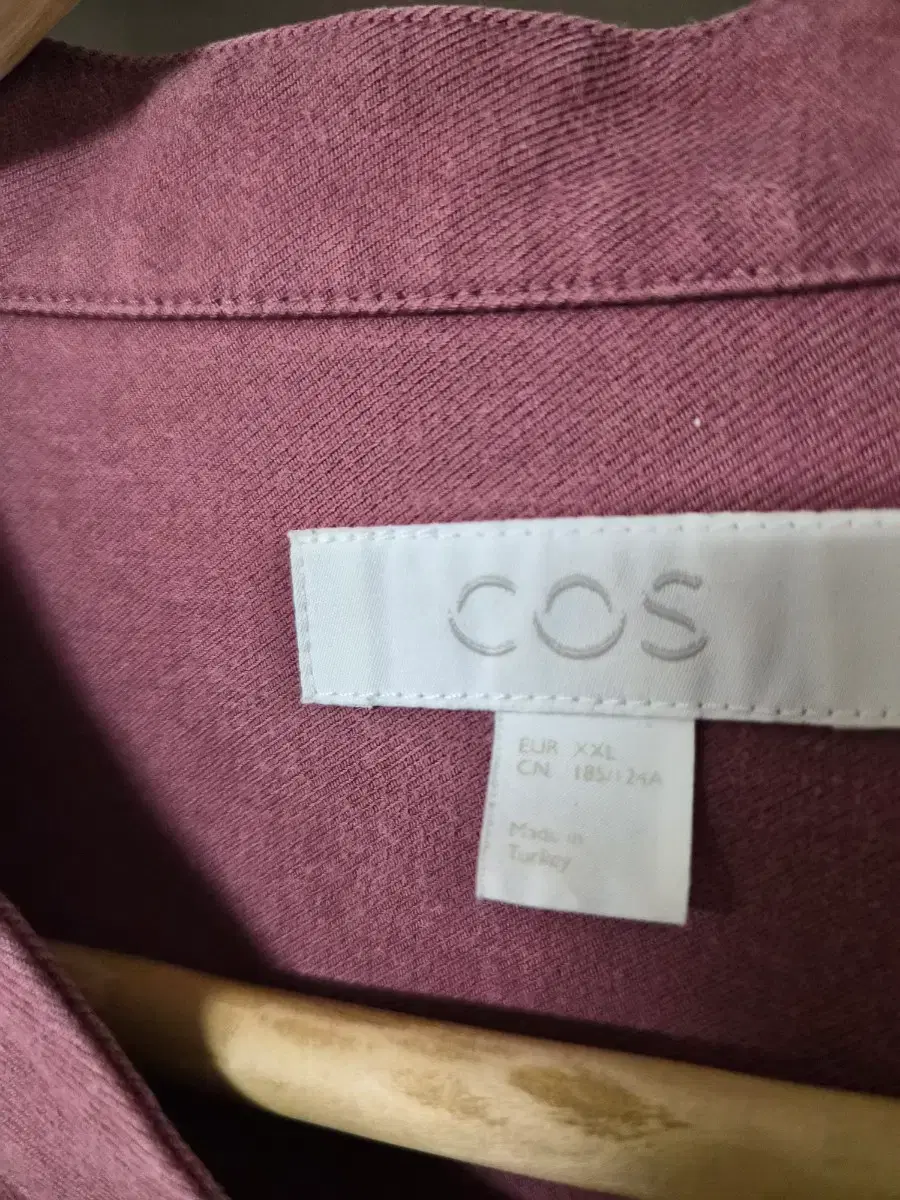 COS
EUR XXL
CN 185/124A
Made in
Turkey